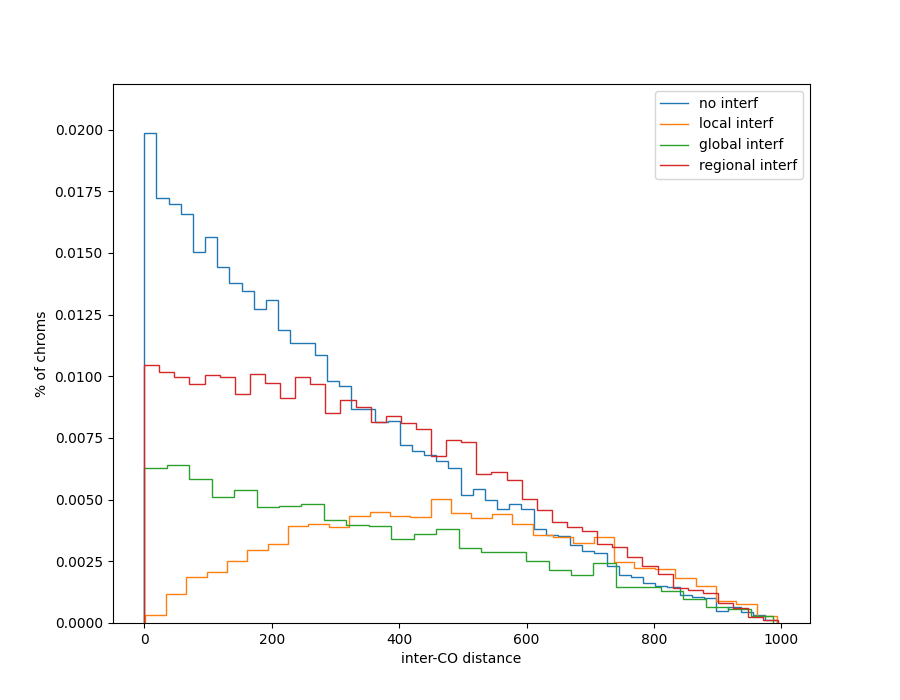 no interf
local interf
global interf
regional interf
0.0200
0.0175
0.0150
0.0125
0.0100
0.0075
0.0050
0.0025
0.0000
% of chroms
0 200 400 600 800 1000
inter-CO distance